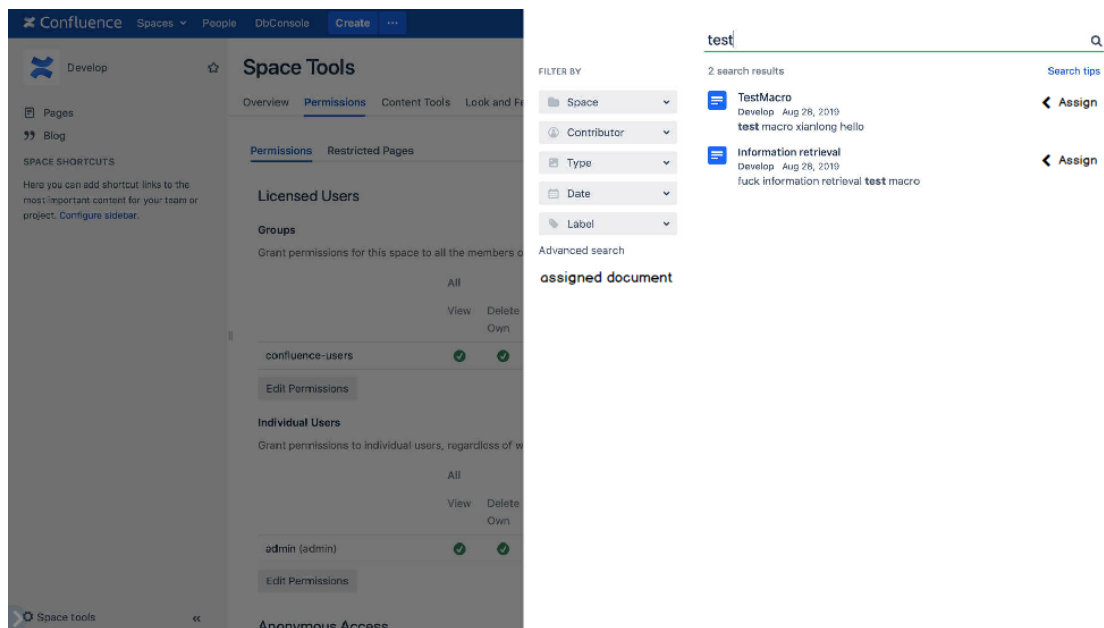 Confluence Spaces People DbConsole Create ...
Develop
Pages
Blog
SPACE SHORTCUTS
Here you can add shortcut links to the
most important content for your team or
project. Configure sidebar.
Space tools
Space Tools
Overview Permissions Content Tools Look and Fe
Permissions Restricted Pages
Licensed Users
Groups
Grant permissions for this space to all the members o
All
View Delete
Own
confluence-users
Edit Permissions
Individual Users
Grant permissions to individual users, regardless of w
All
View Delete
Own
admin (admin)
Edit Permissions
Anonymous Access
test
FILTER BY
Space
Contributor
Type
Date
Label
Advanced search
assigned document
2 search results Search tips
TestMacro
Develop Aug 28, 2019
test macro xianlong hello
Assign
Information retrieval
Develop Aug 28, 2019
fuck information retrieval test macro
Assign